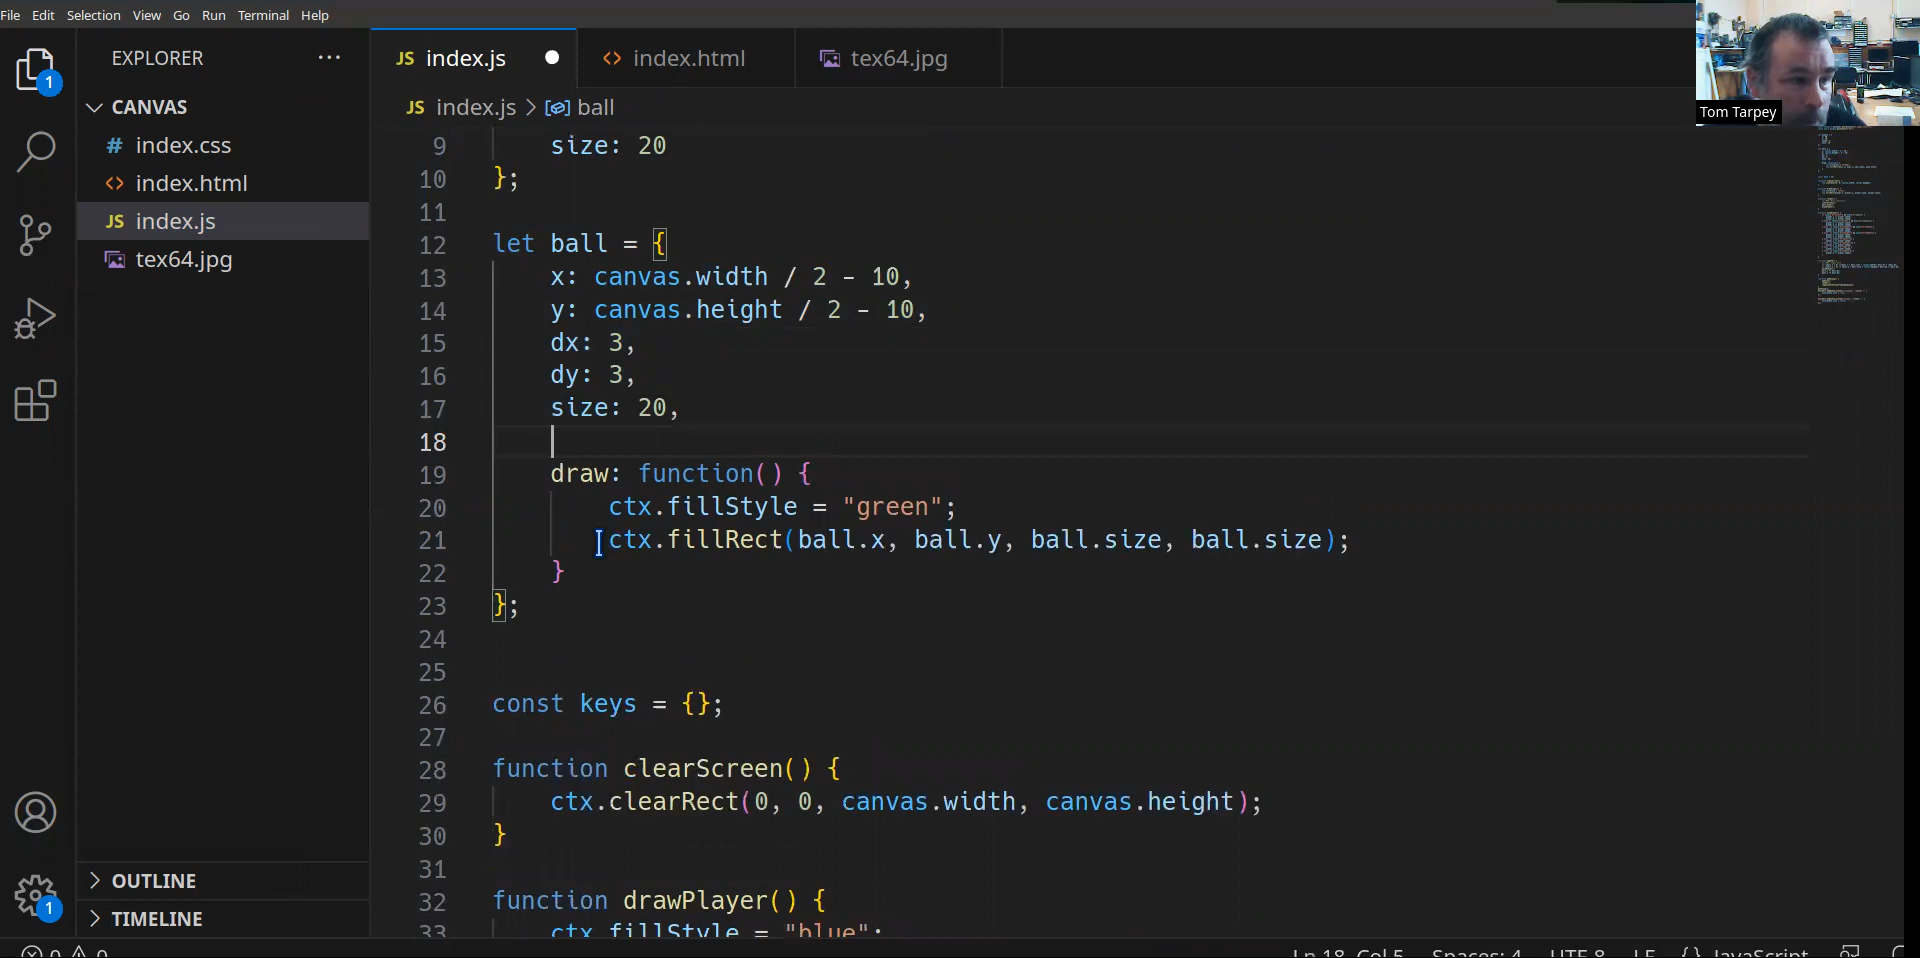 File Edit Selection View Go Run Terminal Help
EXPLORER ···
JS index.js
<> index.html
tex64.jpg
Tom Tarpey
1
CANVAS
# index.css
<> index.html
JS index.js
tex64.jpg
JS index.js > ball
9 size: 20
10 };
11
12 let ball = {
13 x: canvas.width / 2 - 10,
14 y: canvas.height / 2 - 10,
15 dx: 3,
16 dy: 3,
17 size: 20,
18
19 draw: function() {
20 ctx.fillStyle = "green";
21 ctx.fillRect(ball.x, ball.y, ball.size, ball.size);
22 }
23 };
24
25
26 const keys = {};
27
28 function clearScreen() {
29 ctx.clearRect(0, 0, canvas.width, canvas.height);
30 }
31
32 function drawPlayer() {
33 ctx.fillStyle = "blue";
OUTLINE
1
TIMELINE
0 0 Ln 18, Col 5 Spaces: 4 UTF-8 LF {} JavaScript